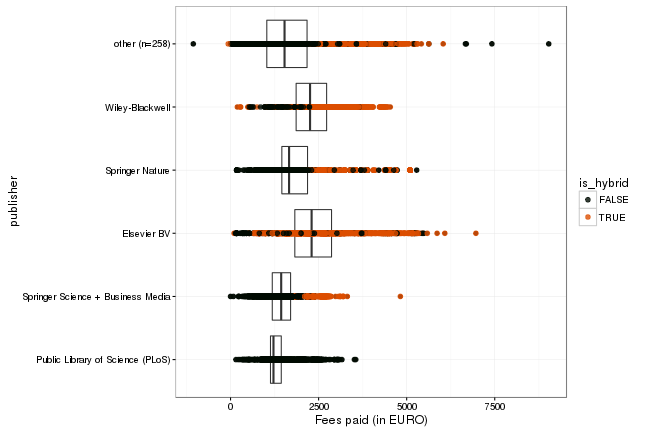 other (n=258)
Wiley-Blackwell
Springer Nature
Elsevier BV
Springer Science + Business Media
Public Library of Science (PLoS)
publisher
0 2500 5000 7500
Fees paid (in EURO)
is_hybrid
FALSE
TRUE